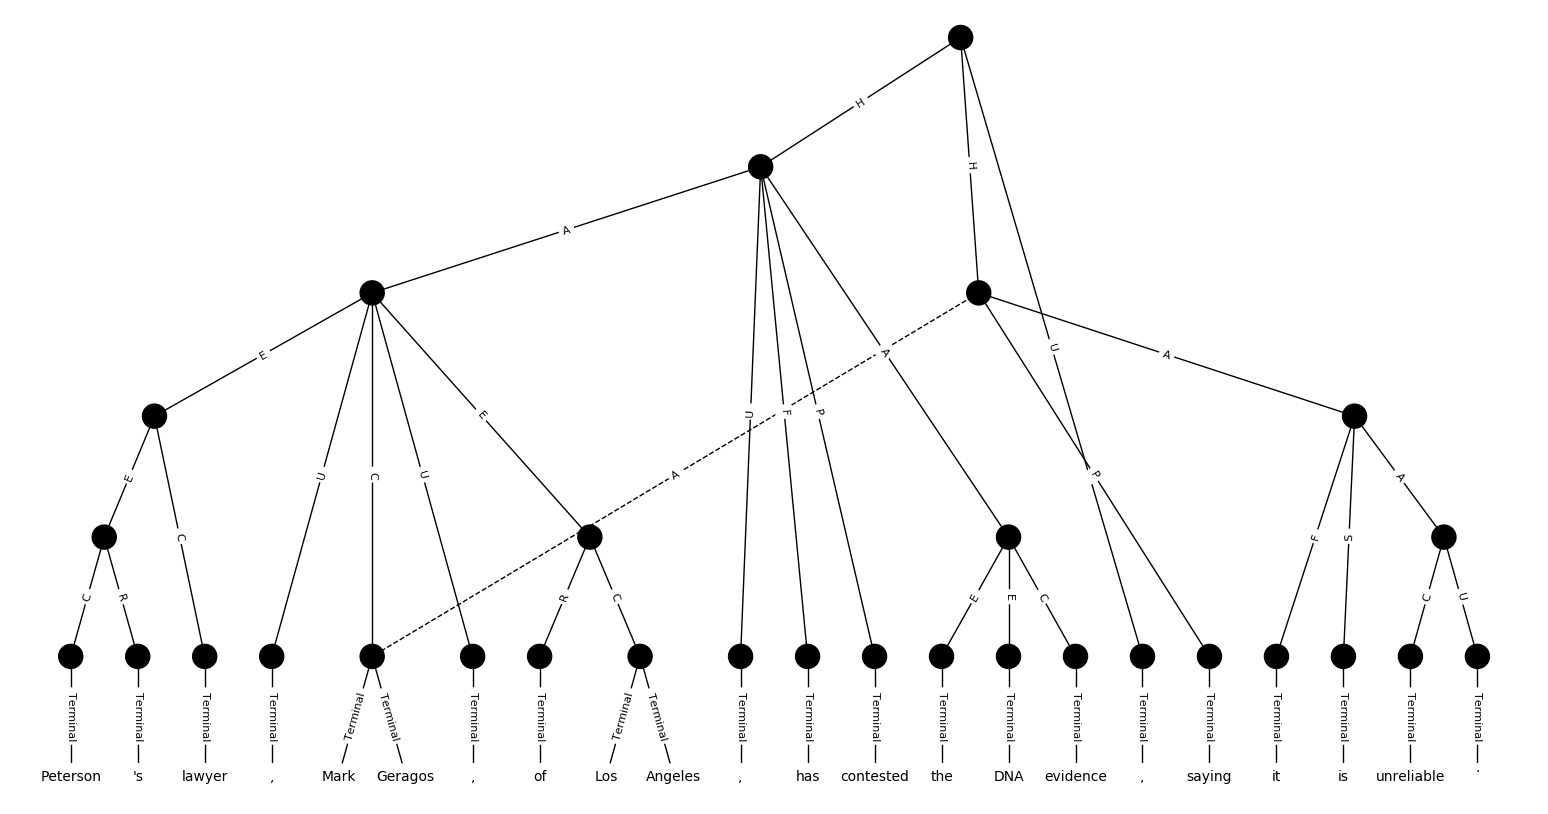 H
H
A
E
A
A
U
E
U
F
P
A
E
C
U
C
U
P
F
S
A
C
R
R
C
E
E
C
C
U
Terminal Terminal Terminal Terminal Terminal Terminal Terminal Terminal Terminal Terminal Terminal Terminal Terminal Terminal Terminal Terminal Terminal Terminal Terminal Terminal Terminal Terminal
Peterson 's lawyer , Mark Geragos , of Los Angeles , has contested the DNA evidence , saying it is unreliable .